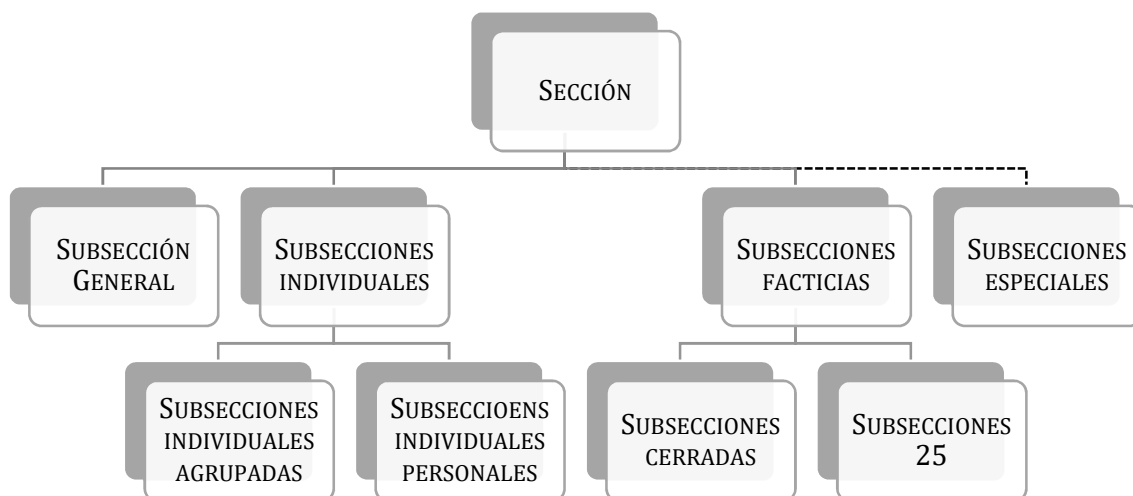 SECCIÓN
SUBSECCIÓN
GENERAL
SUBSECCIONES
INDIVIDUALES
SUBSECCIONES
FACTICIAS
SUBSECCIONES
ESPECIALES
SUBSECCIONES
INDIVIDUALES
AGRUPADAS
SUBSECCIOENS
INDIVIDUALES
PERSONALES
SUBSECCIONES
CERRADAS
SUBSECCIONES
25